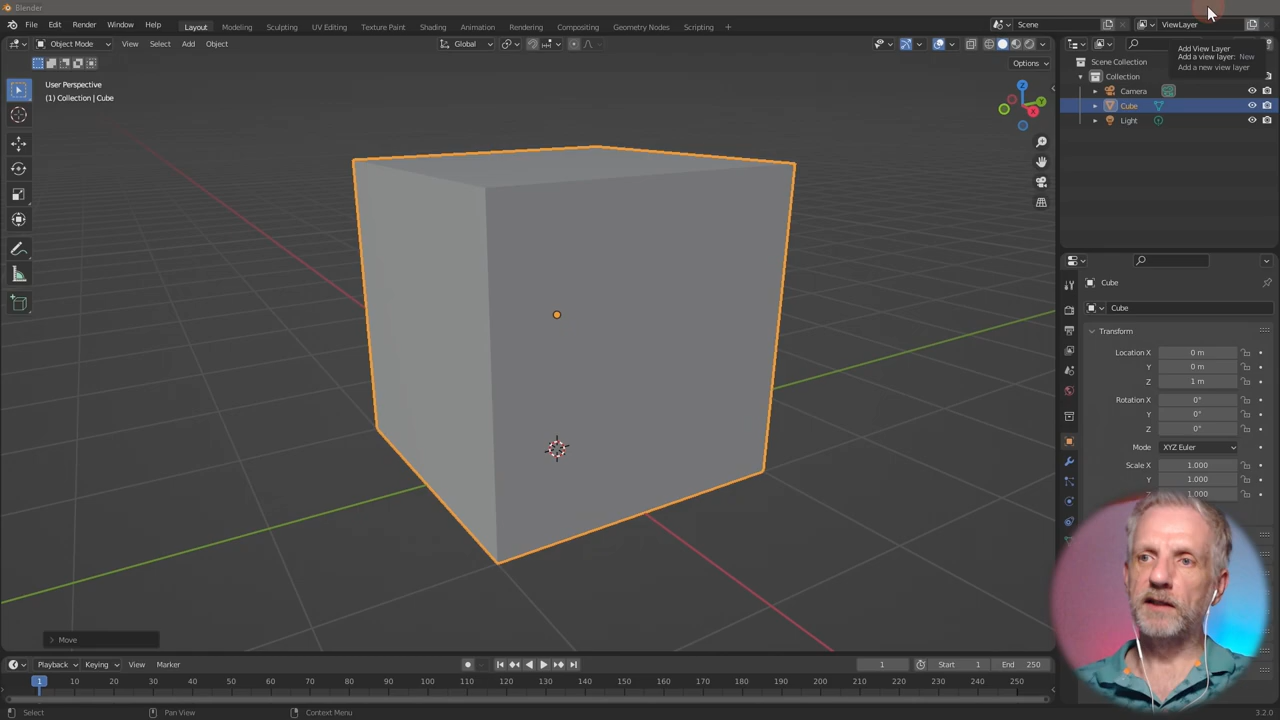 Blender
File Edit Render Window Help Layout Modeling Sculpting UV Editing Texture Paint Shading Animation Rendering Compositing Geometry Nodes Scripting + Scene ViewLayer
Object Mode View Select Add Object Global
Options
User Perspective
(1) Collection | Cube
Add View Layer
Add a view layer: New
Add a new view layer
Scene Collection
Collection
Camera
Cube
Light
Z
Y
X
Cube
Cube
Transform
Location X 0 m
Y 0 m
Z 1 m
Rotation X 0°
Y 0°
Z 0°
Mode XYZ Euler
Scale X 1.000
Y 1.000
1.000
Move
Playback Keying View Marker 1 Start 1 End 250
1 10 20 30 40 50 60 70 80 90 100 110 120 130 140 150 160 170 180 190 200 210 220 230 240 250
Select Pan View Context Menu 3.2.0